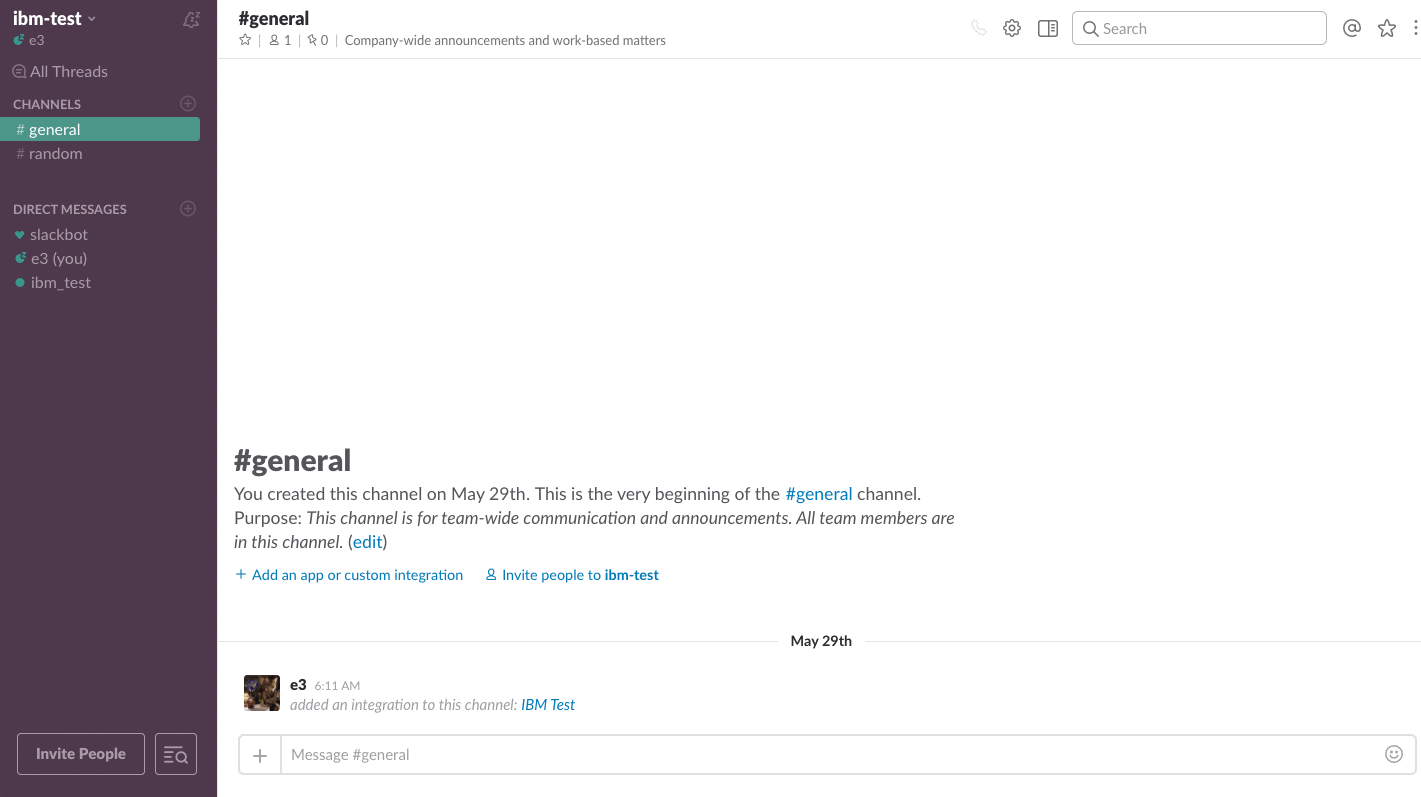 ibm-test
e3
All Threads
CHANNELS
# general
# random
DIRECT MESSAGES
slackbot
e3 (you)
ibm_test
Invite People
#general
1
0
Company-wide announcements and work-based matters
Search
#general
You created this channel on May 29th. This is the very beginning of the #general channel.
Purpose: This channel is for team-wide communication and announcements. All team members are
in this channel. (edit)
+ Add an app or custom integration
Invite people to ibm-test
May 29th
e3 6:11 AM
added an integration to this channel: IBM Test
Message #general